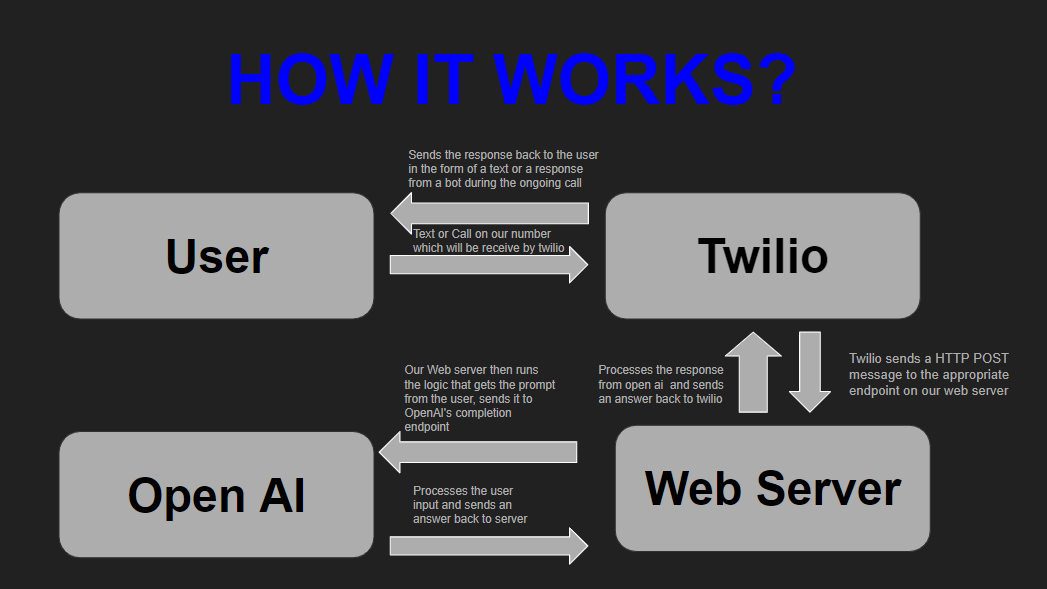 HOW IT WORKS?
Sends the response back to the user
in the form of a text or a response
from a bot during the ongoing call
User
Text or Call on our number
which will be receive by twilio
Twilio
Our Web server then runs
the logic that gets the prompt
from the user, sends it to
OpenAI's completion
endpoint
Processes the response
from open ai and sends
an answer back to twilio
Twilio sends a HTTP POST
message to the appropriate
endpoint on our web server
Open AI
Processes the user
input and sends an
answer back to server
Web Server